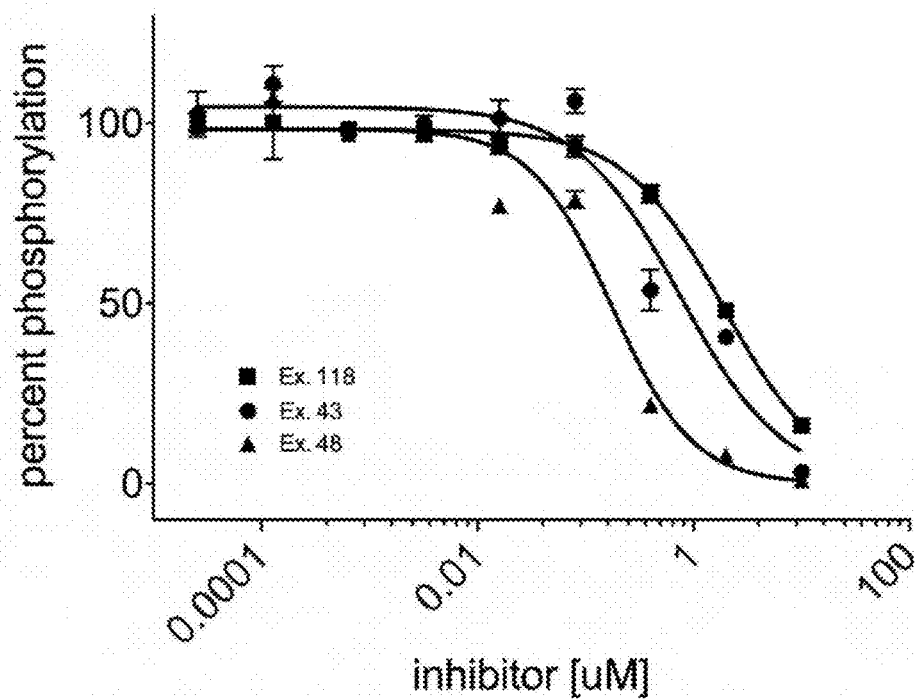 percent phosphorylation
100
50
0
Ex. 118
Ex. 43
Ex. 48
0.0001
0.01
1
100
inhibitor [uM]